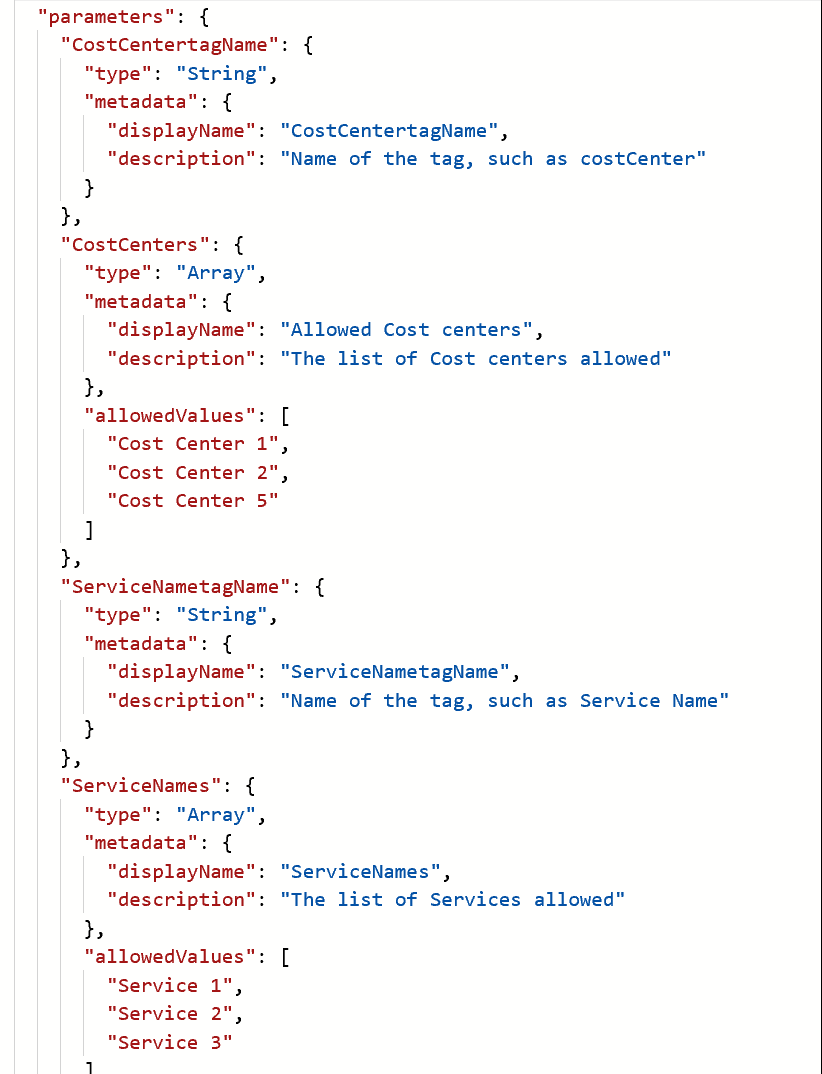 "parameters": {
"CostCentertagName": {
"type": "String",
"metadata": {
"displayName": "CostCentertagName",
"description": "Name of the tag, such as costCenter"
}
},
"CostCenters": {
"type": "Array",
"metadata": {
"displayName": "Allowed Cost centers",
"description": "The list of Cost centers allowed"
},
"allowedValues": [
"Cost Center 1",
"Cost Center 2",
"Cost Center 5"
]
},
"ServiceNametagName": {
"type": "String",
"metadata": {
"displayName": "ServiceNametagName",
"description": "Name of the tag, such as Service Name"
}
},
"ServiceNames": {
"type": "Array",
"metadata": {
"displayName": "ServiceNames",
"description": "The list of Services allowed"
},
"allowedValues": [
"Service 1",
"Service 2",
"Service 3"
]